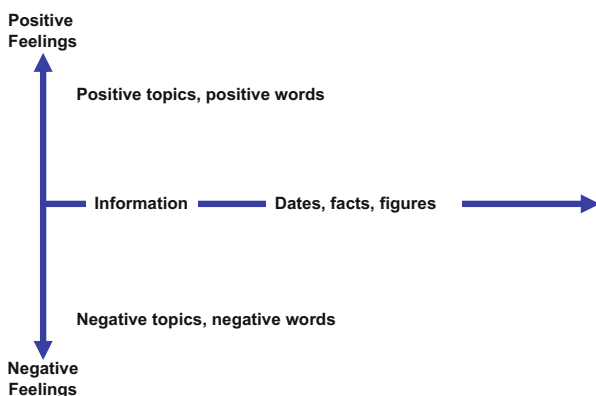 Positive
Feelings
Positive topics, positive words
Information Dates, facts, figures
Negative topics, negative words
Negative
Feelings